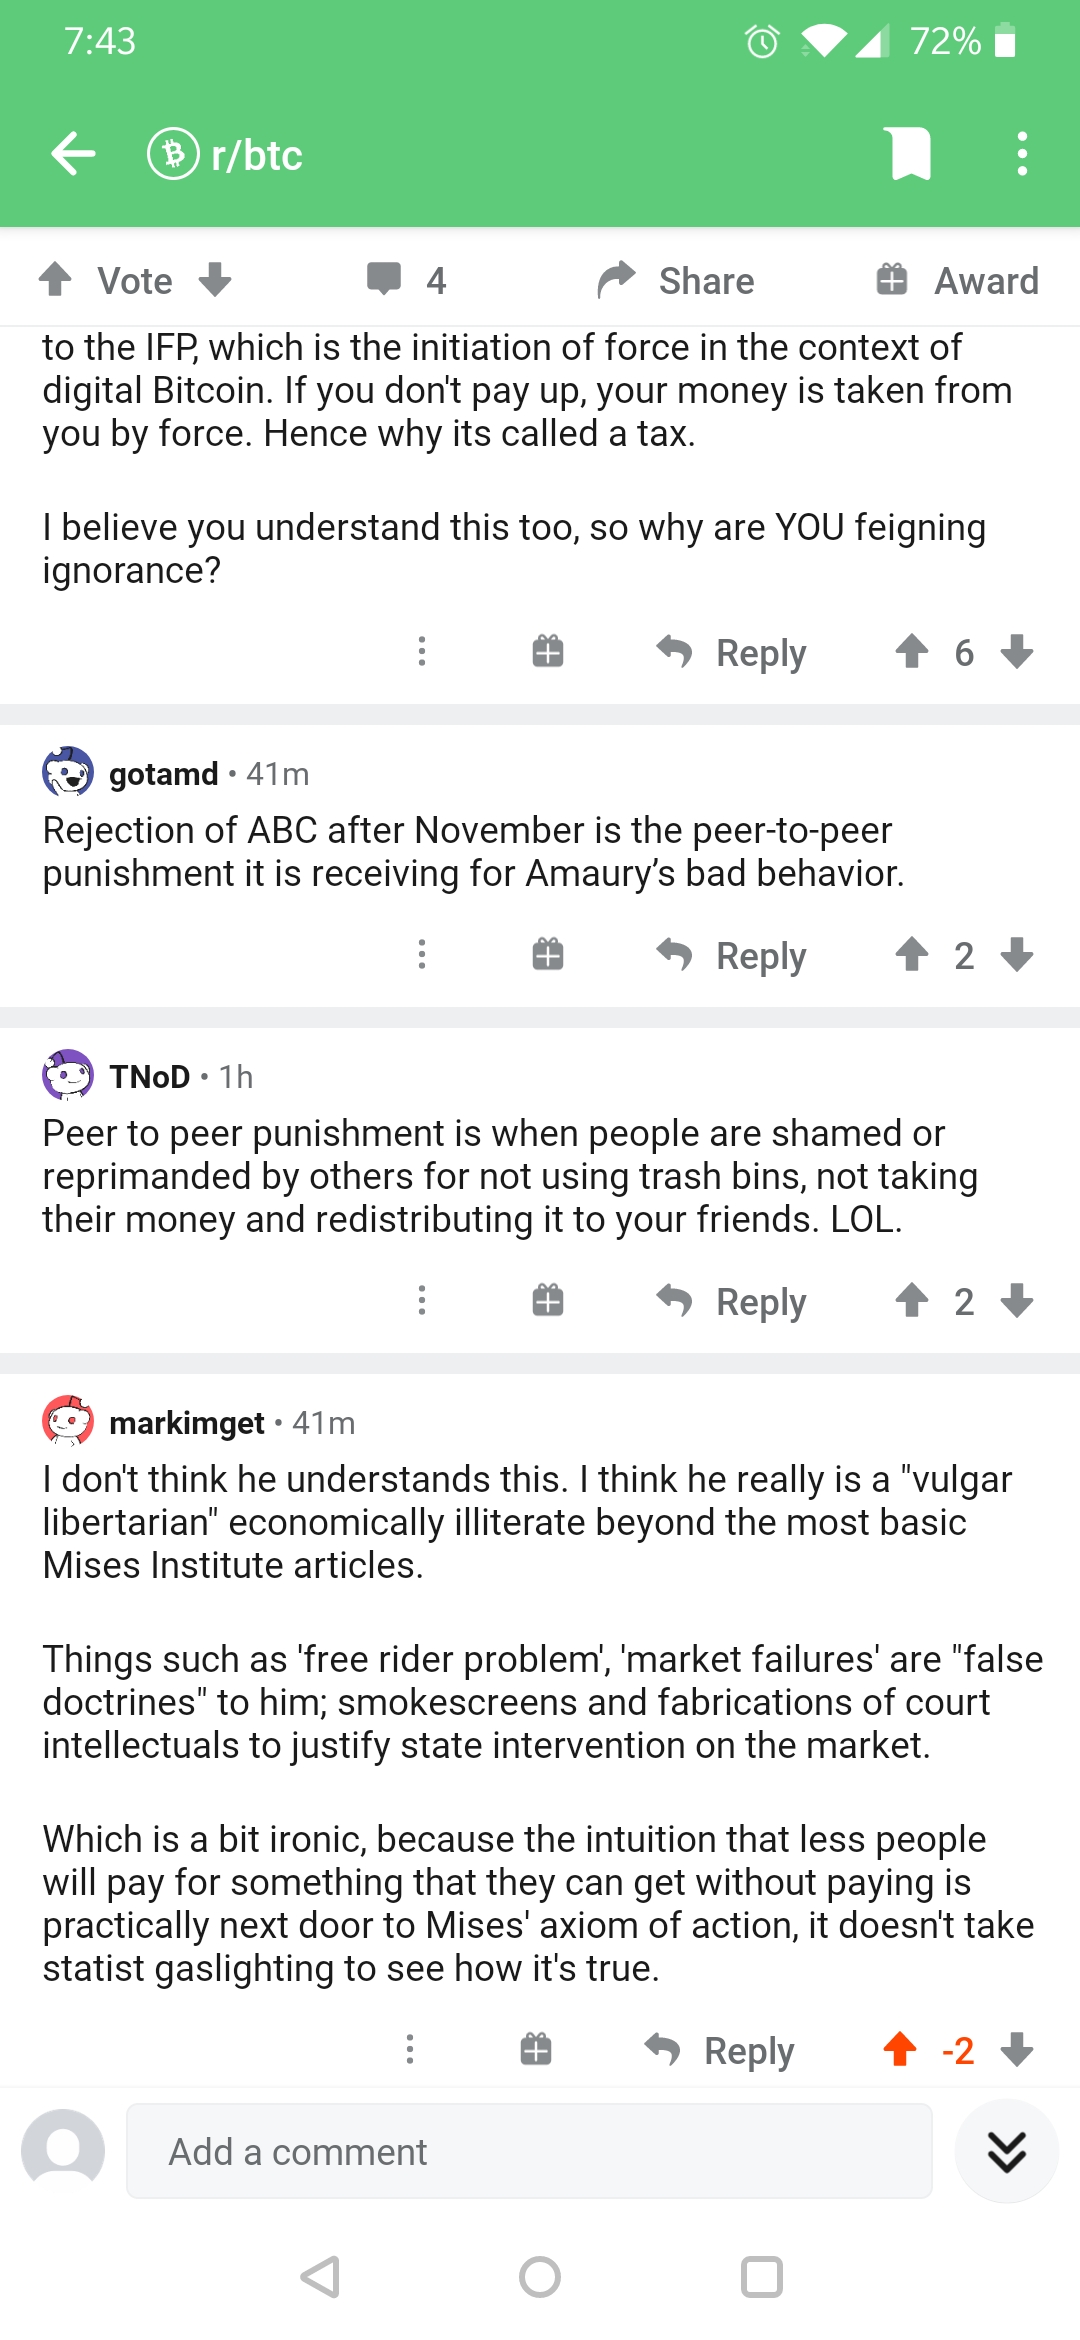 7:43
72%
r/btc
Vote
4
Share
Award
to the IFP, which is the initiation of force in the context of
digital Bitcoin. If you don't pay up, your money is taken from
you by force. Hence why its called a tax.
I believe you understand this too, so why are YOU feigning
ignorance?
Reply
6
gotamd • 41m
Rejection of ABC after November is the peer-to-peer
punishment it is receiving for Amaury’s bad behavior.
Reply
2
TNoD • 1h
Peer to peer punishment is when people are shamed or
reprimanded by others for not using trash bins, not taking
their money and redistributing it to your friends. LOL.
Reply
2
markimget • 41m
I don't think he understands this. I think he really is a "vulgar
libertarian" economically illiterate beyond the most basic
Mises Institute articles.
Things such as 'free rider problem', 'market failures' are "false
doctrines" to him; smokescreens and fabrications of court
intellectuals to justify state intervention on the market.
Which is a bit ironic, because the intuition that less people
will pay for something that they can get without paying is
practically next door to Mises' axiom of action, it doesn't take
statist gaslighting to see how it's true.
Reply
-2
Add a comment